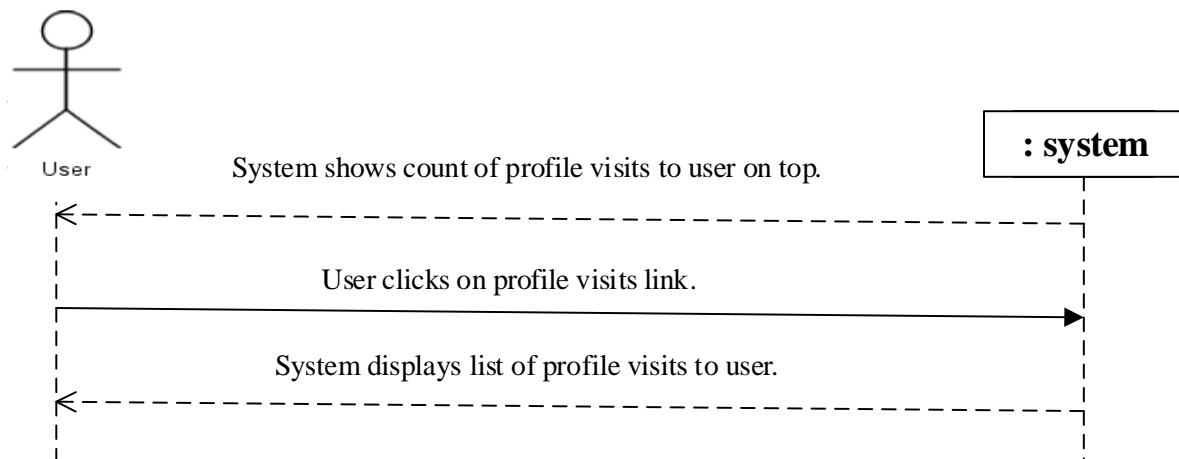 User
: system
System shows count of profile visits to user on top.
User clicks on profile visits link.
System displays list of profile visits to user.